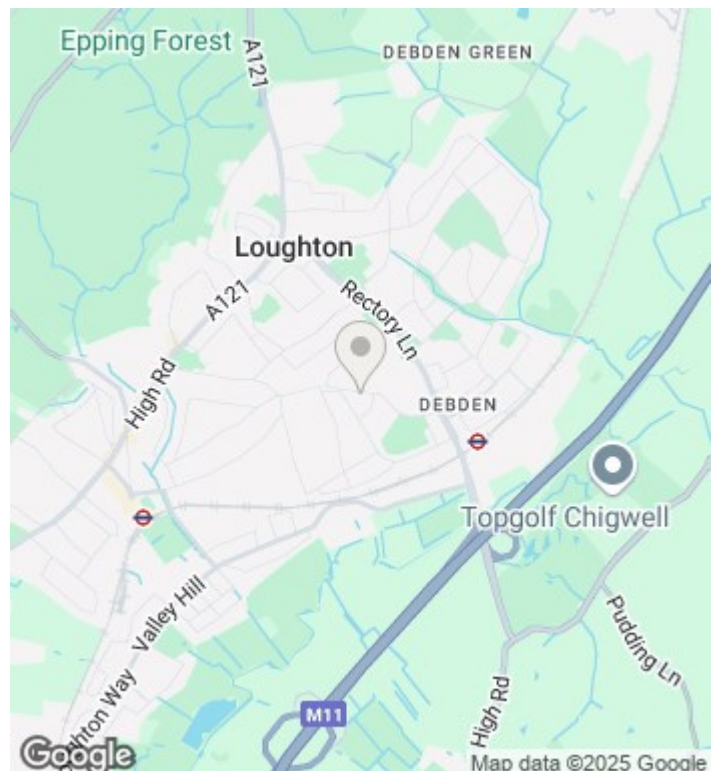 Epping Forest
A121
DEBDEN GREEN
Loughton
A121
Rectory Ln
High Rd
DEBDEN
Topgolf Chigwell
Valley Hill
Pudding Ln
High Rd
Way
M11
Google
Map data ©2025 Google